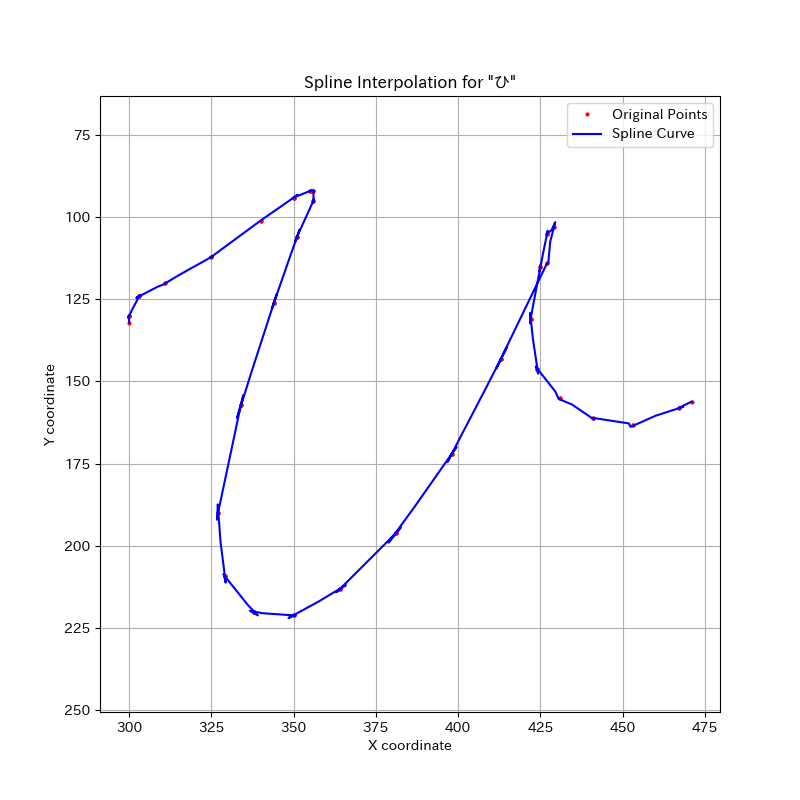 Spline Interpolation for "ひ"
Original Points
Spline Curve
75
100
125
150
175
200
225
250
Y coordinate
300 325 350 375 400 425 450 475
X coordinate